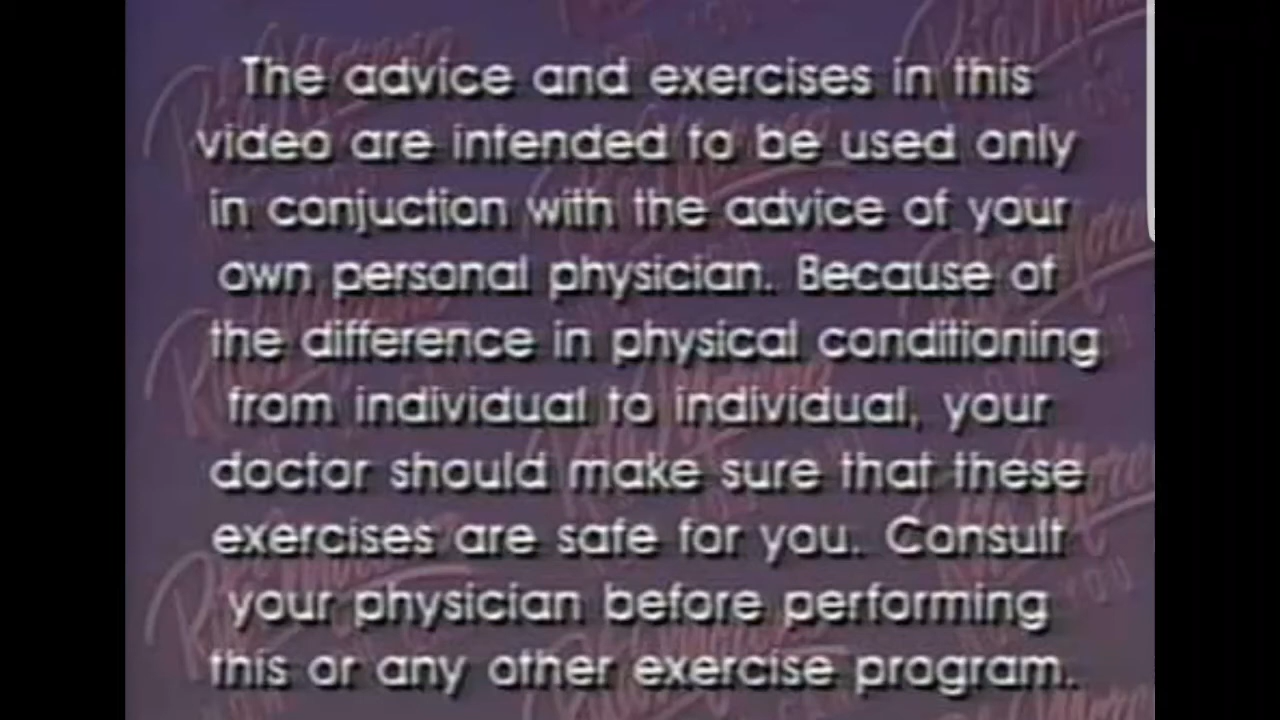 The advice and exercises in this
video are intended to be used only
in conjuction with the advice of your
own personal physician. Because of
the difference in physical conditioning
from individual to individual, your
doctor should make sure that these
exercises are safe for you. Consult
your physician before performing
this or any other exercise program.